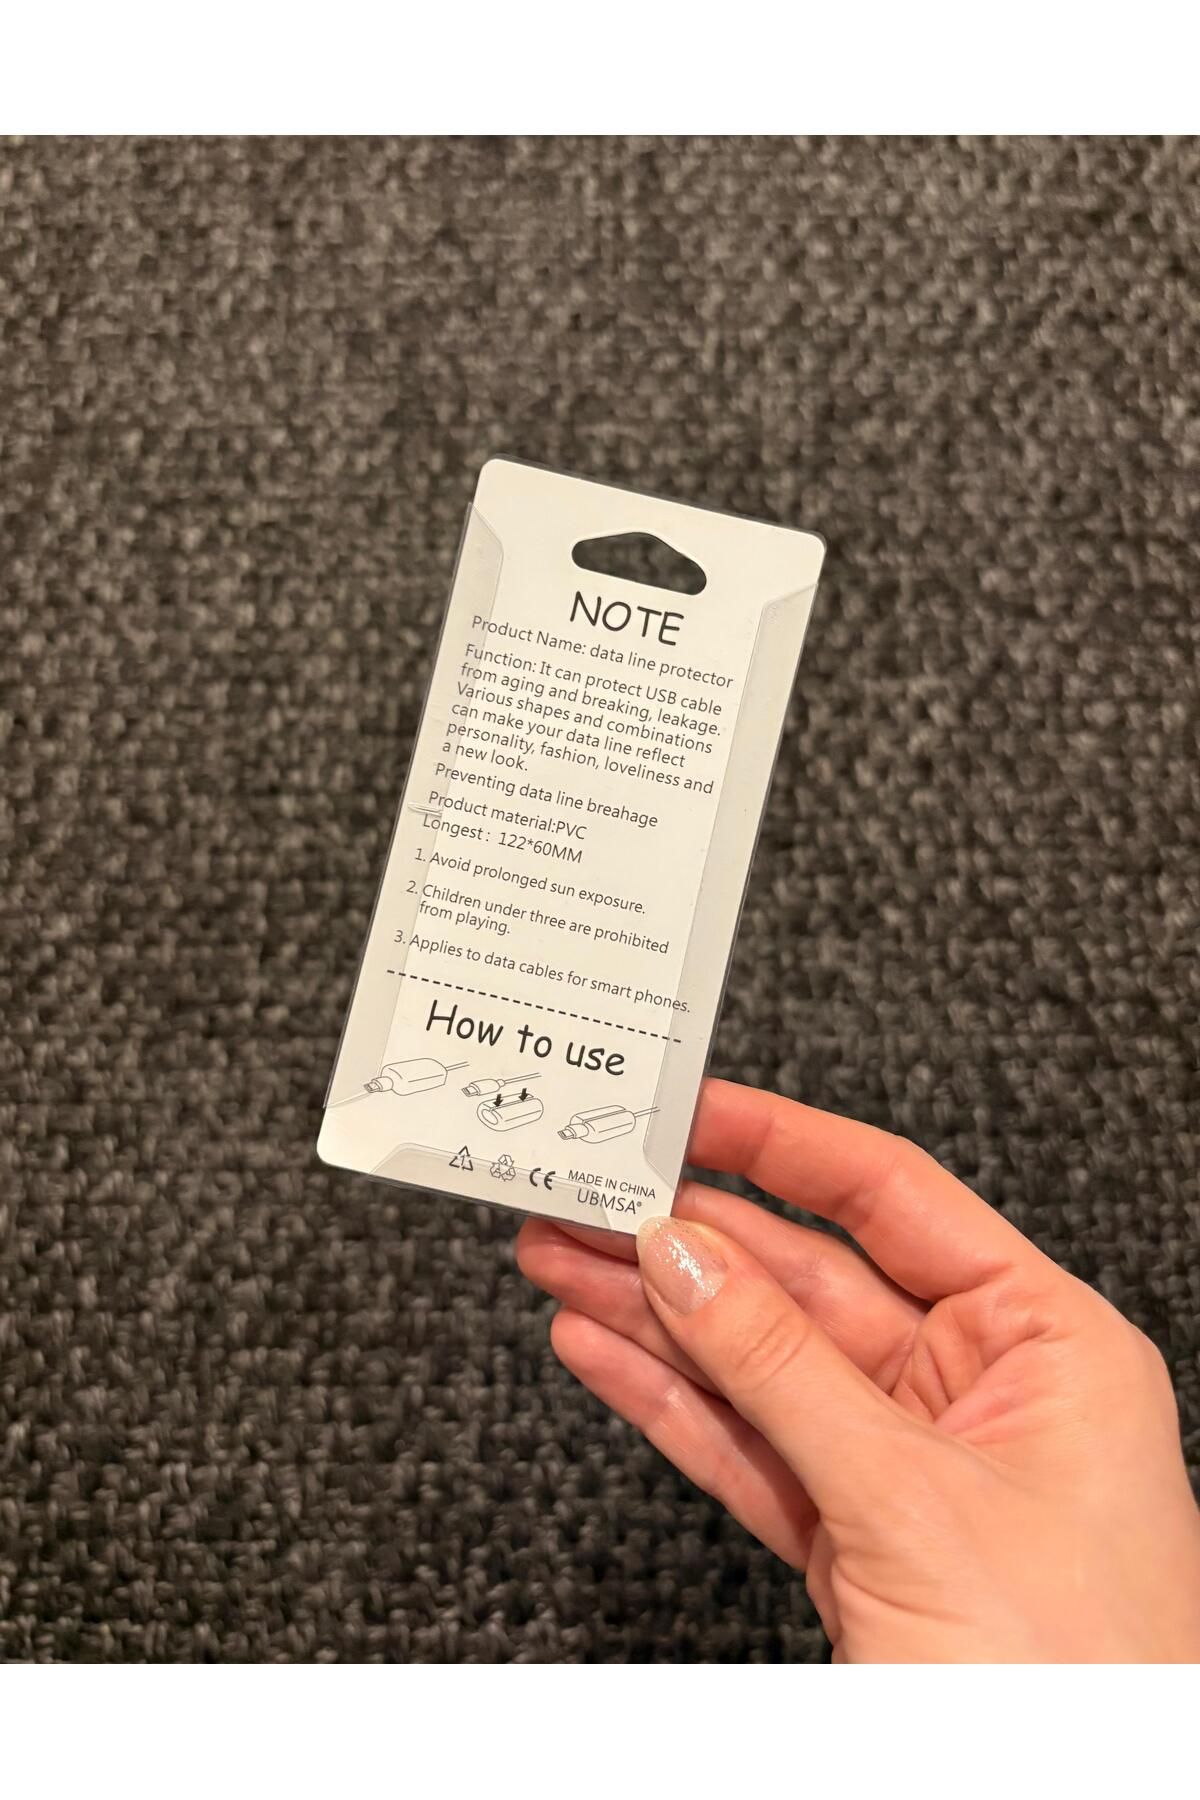 NOTE
Product Name: data line protector
Function: It can protect USB cable
from aging and breaking, leakage.
Various shapes and combinations
can make your data line reflect
personality, fashion, loveliness and
a new look.
Preventing data line breahage
Product material:PVC
Longest: 122*60MM
1. Avoid prolonged sun exposure.
2. Children under three are prohibited
from playing.
3. Applies to data cables for smart phones.
How to use
1
CE
MADE IN CHINA
UBMSA®